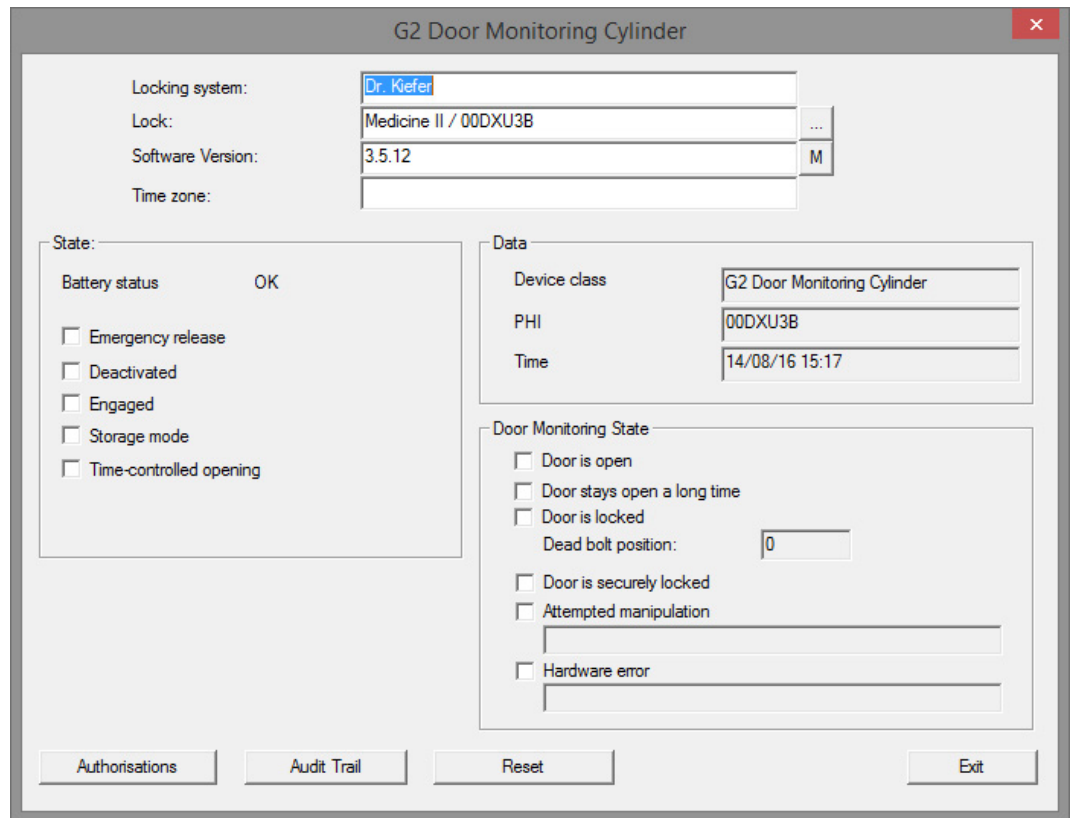 G2 Door Monitoring Cylinder
Locking system: Dr. Kiefer
Lock: Medicine II / 00DXU3B ...
Software Version: 3.5.12 M
Time zone:
State:
Battery status OK
Emergency release
Deactivated
Engaged
Storage mode
Time-controlled opening
Data
Device class G2 Door Monitoring Cylinder
PHI 00DXU3B
Time 14/08/16 15:17
Door Monitoring State
Door is open
Door stays open a long time
Door is locked
Dead bolt position: 0
Door is securely locked
Attempted manipulation
Hardware error
Authorisations Audit Trail Reset Exit